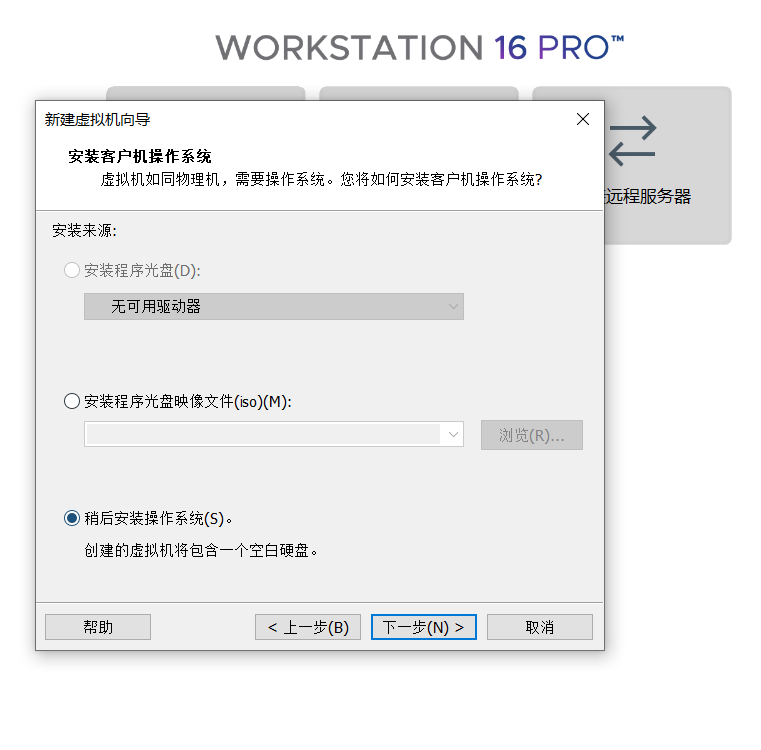 WORKSTATION 16 PRO™
新建虚拟机向导
安装客户机操作系统
虚拟机如同物理机，需要操作系统。您将如何安装客户机操作系统?
远程服务器
安装来源:
安装程序光盘(D):
无可用驱动器
安装程序光盘映像文件(iso)(M):
浏览(R)...
稍后安装操作系统(S)。
创建的虚拟机将包含一个空白硬盘。
帮助
< 上一步(B)
下一步(N) >
取消